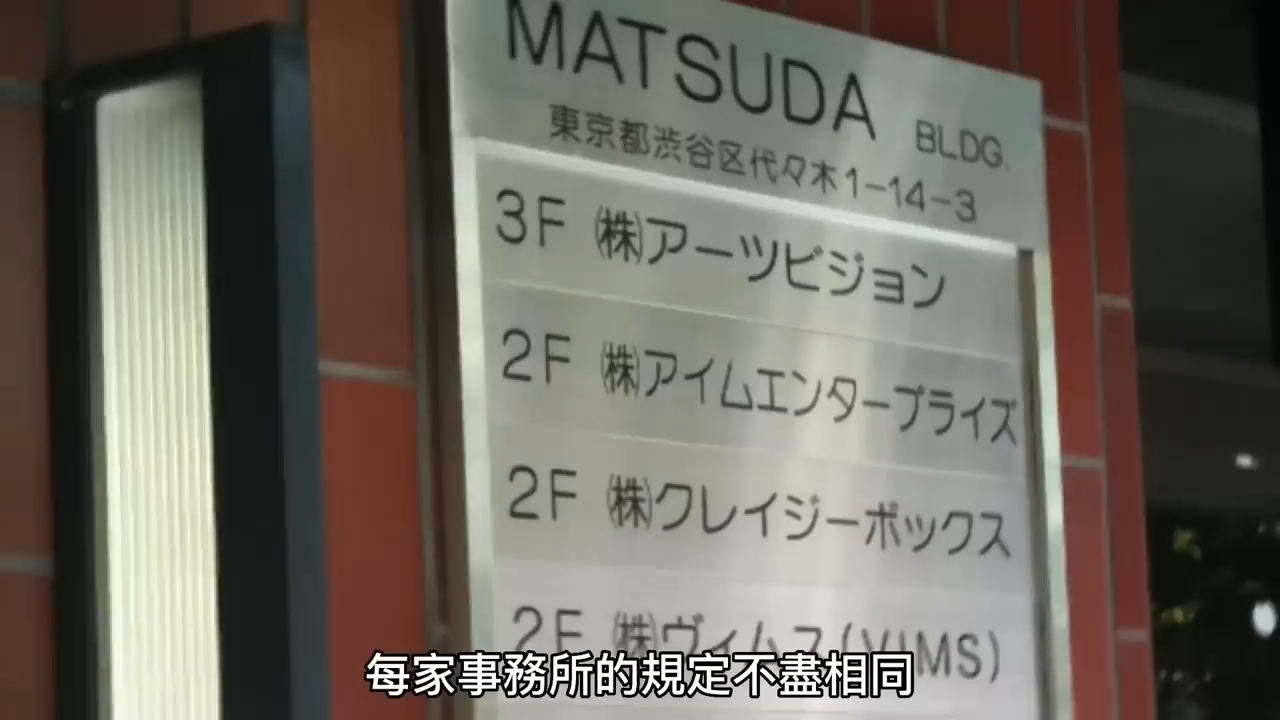 MATSUDA BLDG.
東京都渋谷区代々木1-14-3
3F ㈱アーツビジョン
2F ㈱アイムエンタープライズ
2F ㈱クレイジーボックス
2F ㈱ヴィムス(VIMS)
每家事務所的規定不盡相同